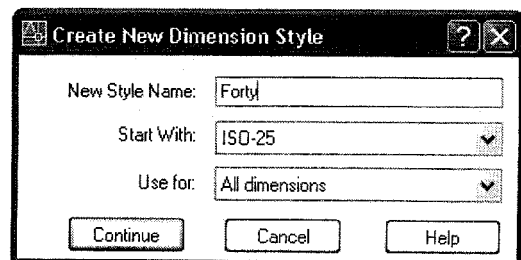 Create New Dimension Style
New Style Name: Forty
Start With: ISO-25
Use for: All dimensions
Continue Cancel Help